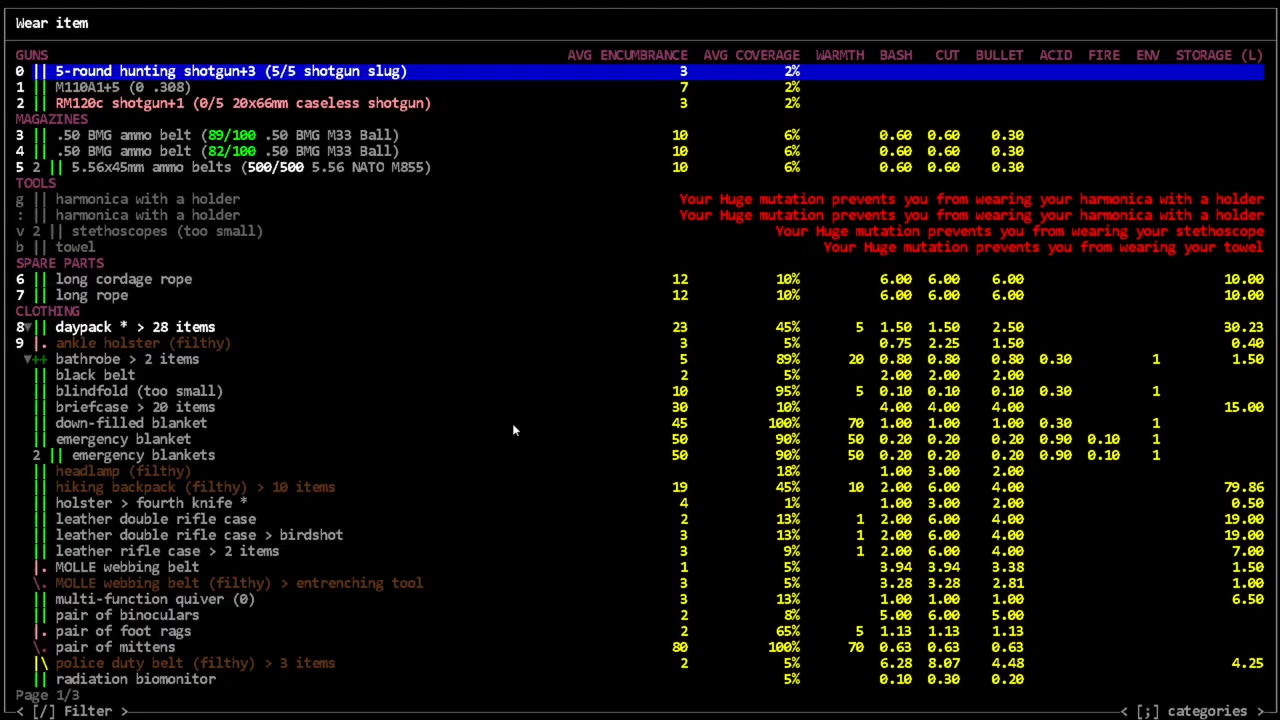 Wear item
GUNS AVG ENCUMBRANCE AVG COVERAGE WARMTH BASH CUT BULLET ACID FIRE ENV STORAGE (L)
0 || 5-round hunting shotgun+3 (5/5 shotgun slug) 3 2%
1 || M110A1+5 (0 .308) 7 2%
2 || RM120c shotgun+1 (0/5 20x66mm caseless shotgun) 3 2%
MAGAZINES
3 || .50 BMG ammo belt (89/100 .50 BMG M33 Ball) 10 6% 0.60 0.60 0.30
4 || .50 BMG ammo belt (82/100 .50 BMG M33 Ball) 10 6% 0.60 0.60 0.30
5 2 || 5.56x45mm ammo belts (500/500 5.56 NATO M855) 10 6% 0.60 0.60 0.30
TOOLS
g || harmonica with a holder Your Huge mutation prevents you from wearing your harmonica with a holder
: || harmonica with a holder Your Huge mutation prevents you from wearing your harmonica with a holder
v 2 || stethoscopes (too small) Your Huge mutation prevents you from wearing your stethoscope
b || towel Your Huge mutation prevents you from wearing your towel
SPARE PARTS
6 || long cordage rope 12 10% 6.00 6.00 6.00 10.00
7 || long rope 12 10% 6.00 6.00 6.00 10.00
CLOTHING
8▼|| daypack * > 28 items 23 45% 5 1.50 1.50 2.50 30.23
9 |. ankle holster (filthy) 3 5% 0.75 2.25 1.50 0.40
▼++ bathrobe > 2 items 5 89% 20 0.80 0.80 0.80 0.30 1 1.50
|| black belt 2 5% 2.00 2.00 2.00
|| blindfold (too small) 10 95% 5 0.10 0.10 0.10 0.30 1
|| briefcase > 20 items 30 10% 4.00 4.00 4.00 15.00
|| down-filled blanket 45 100% 70 1.00 1.00 1.00 0.30 1
|| emergency blanket 50 90% 50 0.20 0.20 0.20 0.90 0.10 1
2 || emergency blankets 50 90% 50 0.20 0.20 0.20 0.90 0.10 1
|| headlamp (filthy) 18% 1.00 3.00 2.00
|| hiking backpack (filthy) > 10 items 19 45% 10 2.00 6.00 4.00 79.86
|| holster > fourth knife * 4 1% 1.00 3.00 2.00 0.50
|| leather double rifle case 2 13% 1 2.00 6.00 4.00 19.00
|| leather double rifle case > birdshot 3 13% 1 2.00 6.00 4.00 19.00
|| leather rifle case > 2 items 3 9% 1 2.00 6.00 4.00 7.00
|. MOLLE webbing belt 1 5% 3.94 3.94 3.38 1.50
\. MOLLE webbing belt (filthy) > entrenching tool 3 5% 3.28 3.28 2.81 1.00
|| multi-function quiver (0) 3 13% 1.00 1.00 1.00 6.50
|| pair of binoculars 2 8% 5.00 6.00 5.00
|. pair of foot rags 2 65% 5 1.13 1.13 1.13
\. pair of mittens 80 100% 70 0.63 0.63 0.63
|\ police duty belt (filthy) > 3 items 2 5% 6.28 8.07 4.48 4.25
|| radiation biomonitor 5% 0.10 0.30 0.20
Page 1/3
< [/] Filter > < [;] categories >